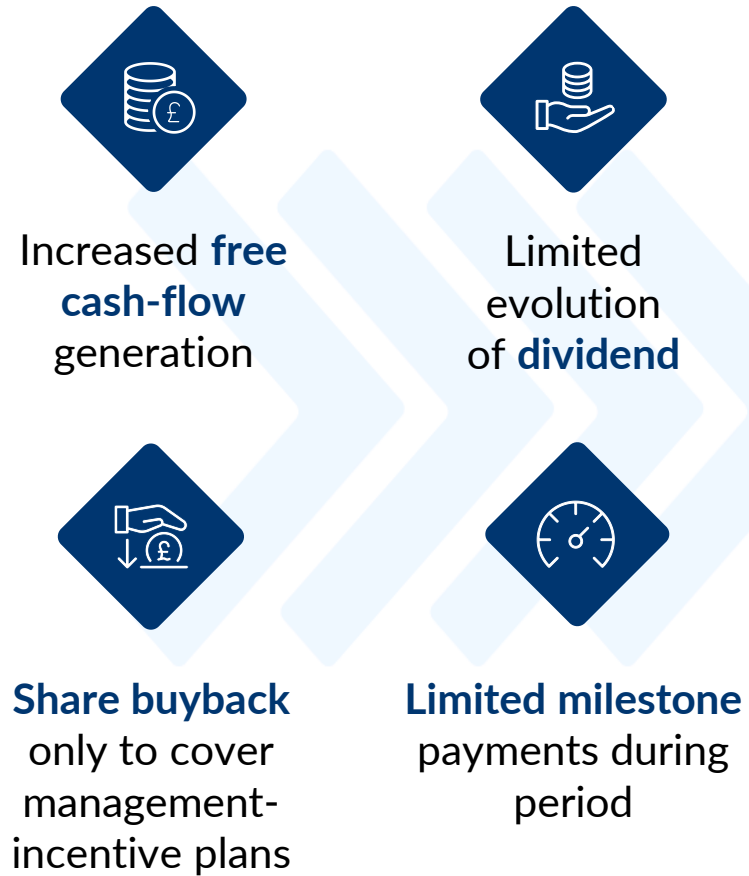 £
Increased free
cash-flow
generation
Limited
evolution
of dividend
£
Share buyback
only to cover
management-
incentive plans
Limited milestone
payments during
period